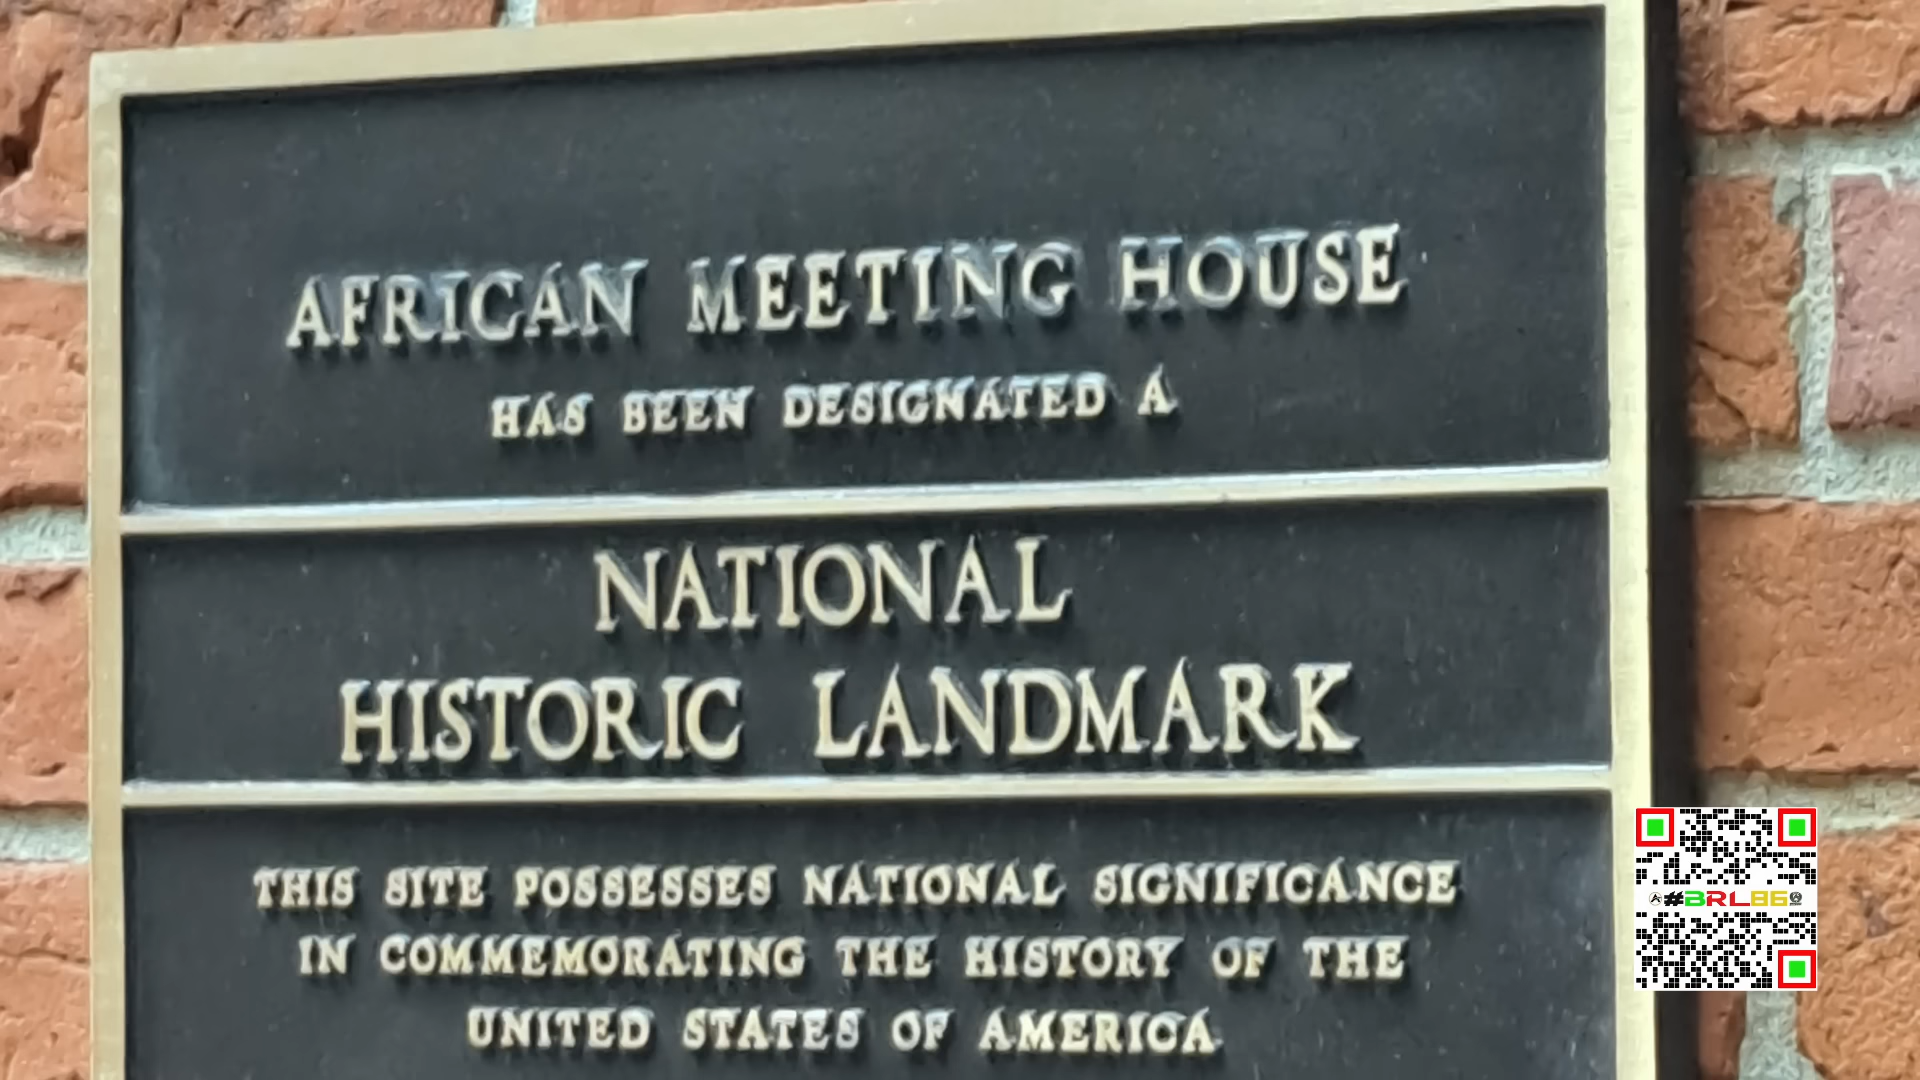 AFRICAN MEETING HOUSE
HAS BEEN DESIGNATED A
NATIONAL
HISTORIC LANDMARK
THIS SITE POSSESSES NATIONAL SIGNIFICANCE
IN COMMEMORATING THE HISTORY OF THE
UNITED STATES OF AMERICA
#BRL86